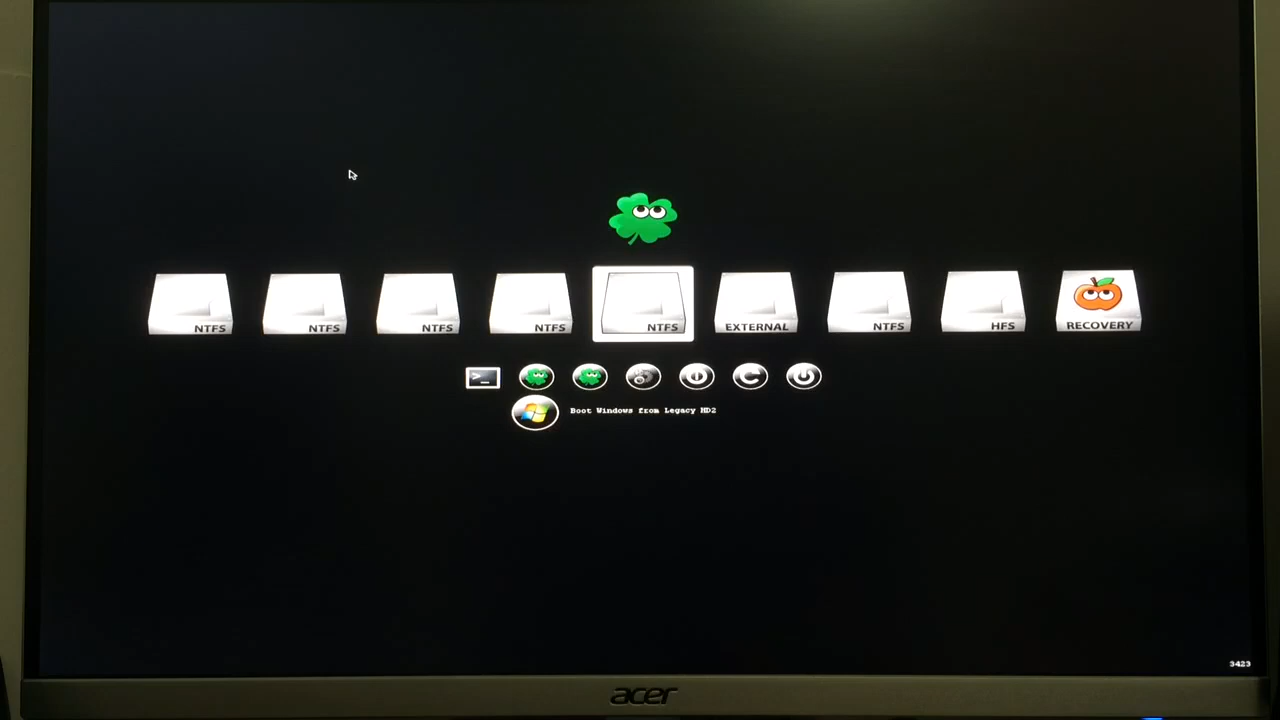 NTFS NTFS NTFS NTFS NTFS EXTERNAL NTFS HFS RECOVERY
>_
Boot Windows from Legacy HD2
3423
acer